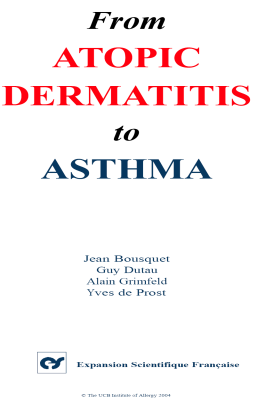 From
ATOPIC
DERMATITIS
to
ASTHMA
Jean Bousquet
Guy Dutau
Alain Grimfeld
Yves de Prost
es Expansion Scientifique Française
© The UCB Institute of Allergy 2004